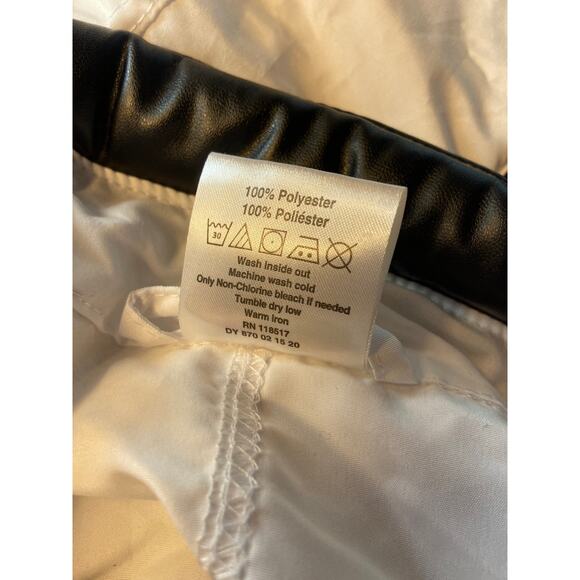 100% Polyester
100% Poliéster
30
Wash inside out
Machine wash cold
Only Non-Chlorine bleach if needed
Tumble dry low
Warm Iron
RN 118517
DY 870 02 15 20